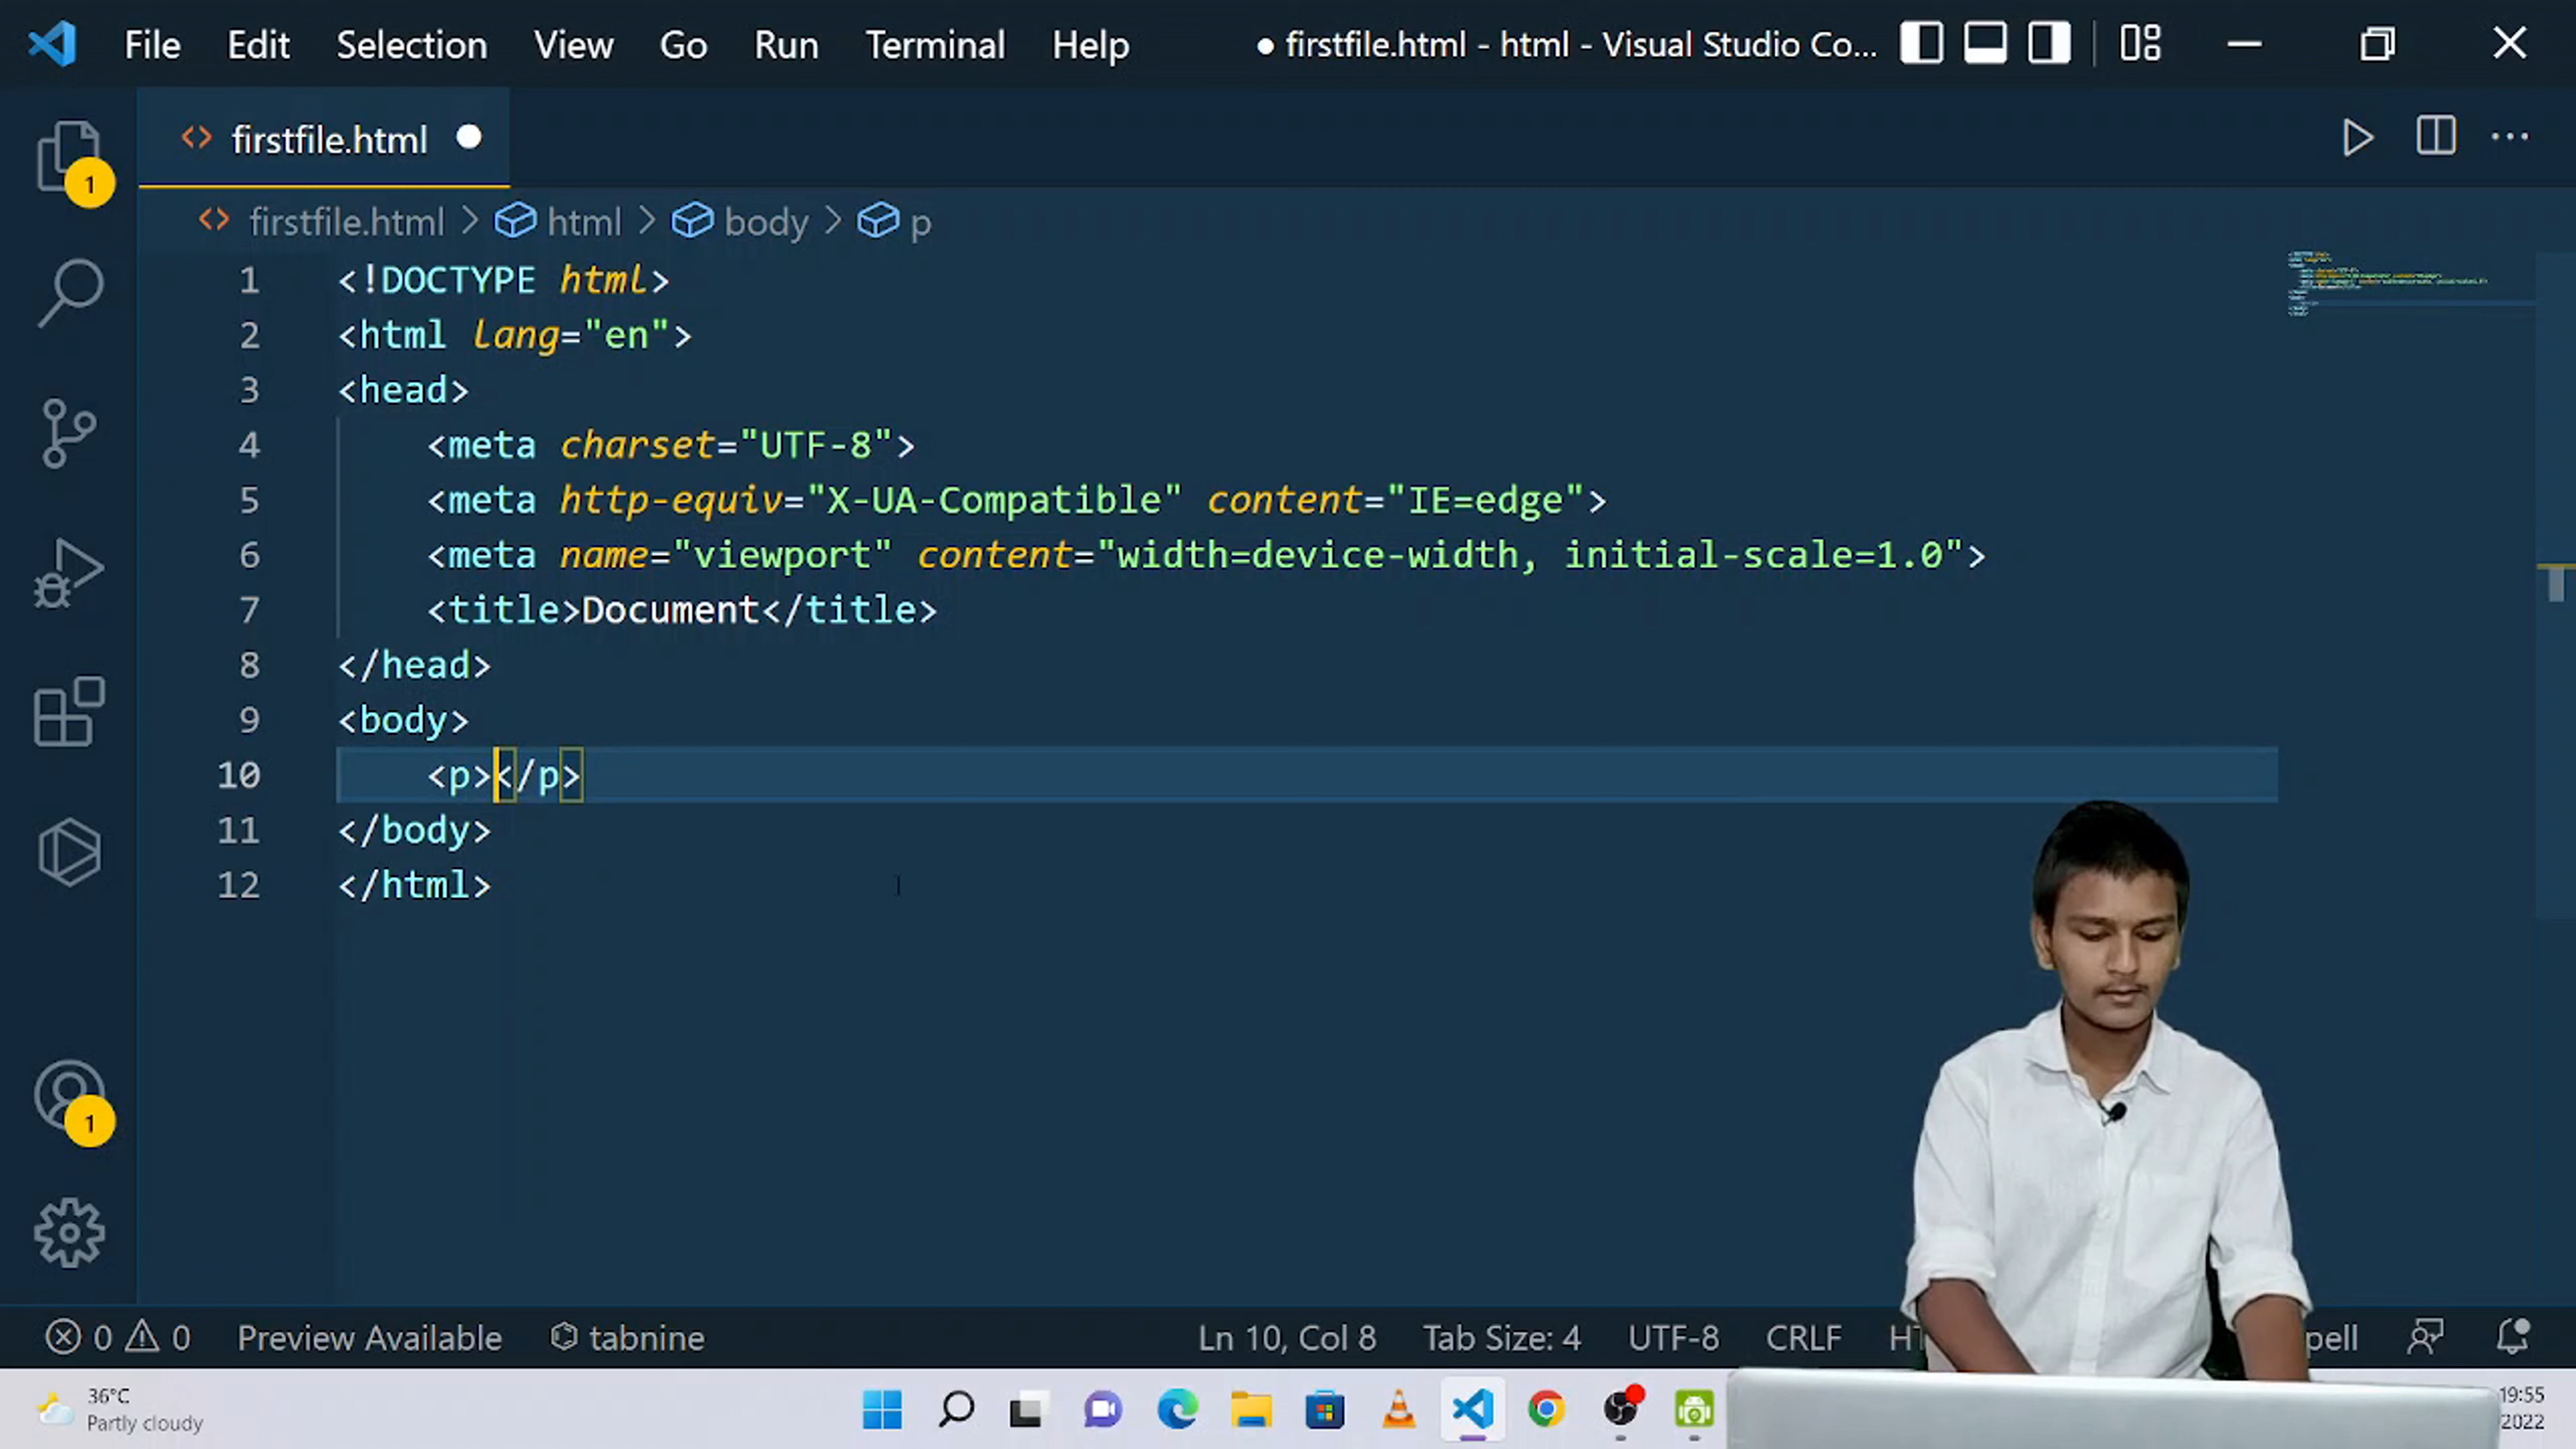 File Edit Selection View Go Run Terminal Help ● firstfile.html - html - Visual Studio Co...
<> firstfile.html ●
1
<> firstfile.html > html > body > p
1 <!DOCTYPE html>
2 <html lang="en">
3 <head>
4 <meta charset="UTF-8">
5 <meta http-equiv="X-UA-Compatible" content="IE=edge">
6 <meta name="viewport" content="width=device-width, initial-scale=1.0">
7 <title>Document</title>
8 </head>
9 <body>
10 <p></p>
11 </body>
12 </html>
1
0 0 Preview Available tabnine Ln 10, Col 8 Tab Size: 4 UTF-8 CRLF
36°C
Partly cloudy
19:55
2022